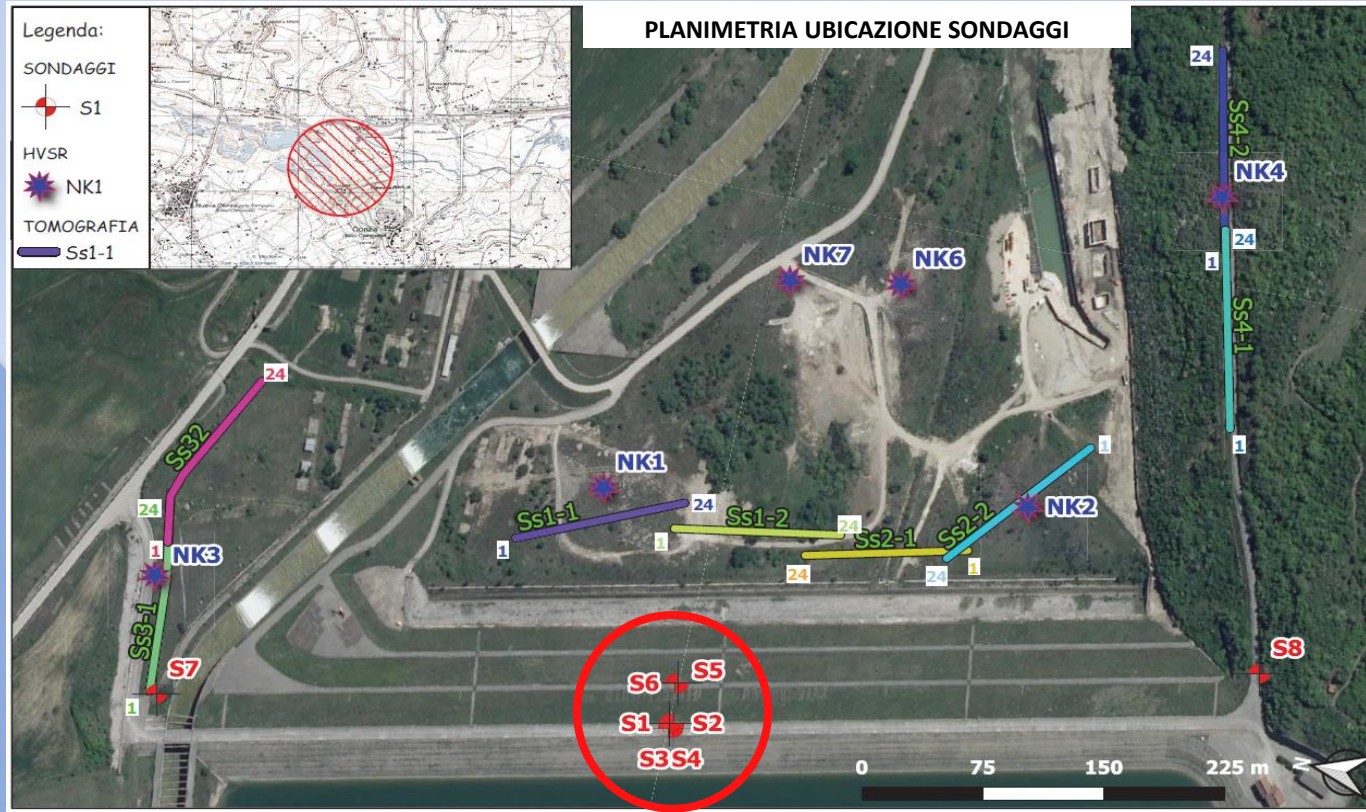 PLANIMETRIA UBICAZIONE SONDAGGI
Legenda:
SONDAGGI
S1
HVSR
NK1
TOMOGRAFIA
Ss1-1
24
Ss4-2
NK4
24
1
Ss4-1
1
NK7
NK6
24
Ss32
24
1
NK3
Ss3-1
S7
1
NK1
Ss1-1
24
1
Ss1-2
1
24
Ss2-1
24
1
Ss2-2
1
NK2
24
S8
S6
S5
S1
S2
S3
S4
0
75
150
225 m
N